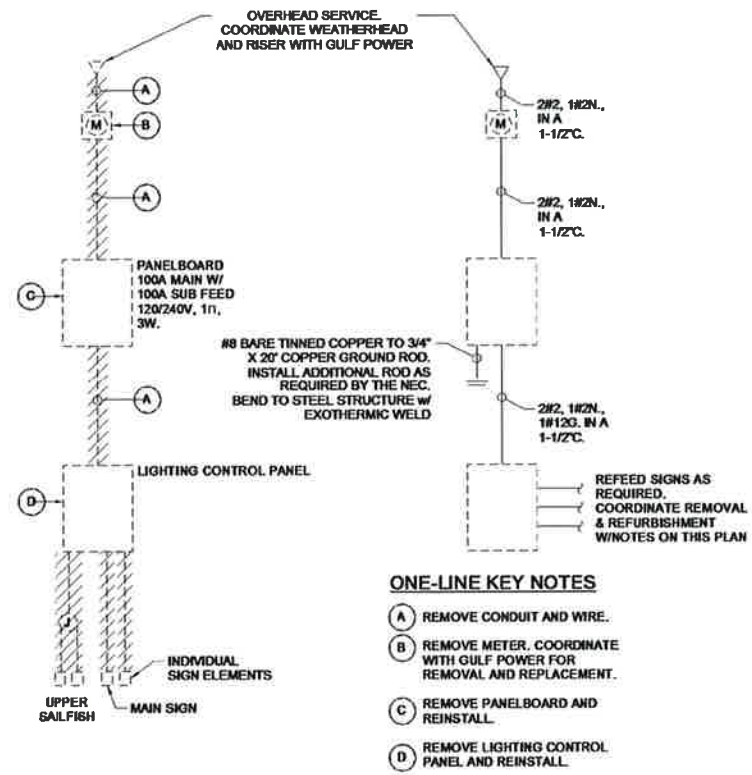 OVERHEAD SERVICE.
COORDINATE WEATHERHEAD
AND RISER WITH GULF POWER
A
M
B
A
PANELBOARD
100A MAIN W/
100A SUB FEED
120/240V, 1П,
3W.
C
A
LIGHTING CONTROL PANEL
D
J
INDIVIDUAL
SIGN ELEMENTS
UPPER
SAILFISH
MAIN SIGN
2#2, 1#2N.,
IN A
1-1/2"C.
M
2#2, 1#2N.,
IN A
1-1/2"C.
#8 BARE TINNED COPPER TO 3/4"
X 20' COPPER GROUND ROD.
INSTALL ADDITIONAL ROD AS
REQUIRED BY THE NEC.
BEND TO STEEL STRUCTURE w/
EXOTHERMIC WELD
2#2, 1#2N.,
1#12G. IN A
1-1/2"C.
REFEED SIGNS AS
REQUIRED.
COORDINATE REMOVAL
& REFURBISHMENT
W/NOTES ON THIS PLAN
ONE-LINE KEY NOTES
A REMOVE CONDUIT AND WIRE.
B REMOVE METER. COORDINATE
WITH GULF POWER FOR
REMOVAL AND REPLACEMENT.
C REMOVE PANELBOARD AND
REINSTALL.
D REMOVE LIGHTING CONTROL
PANEL AND REINSTALL.